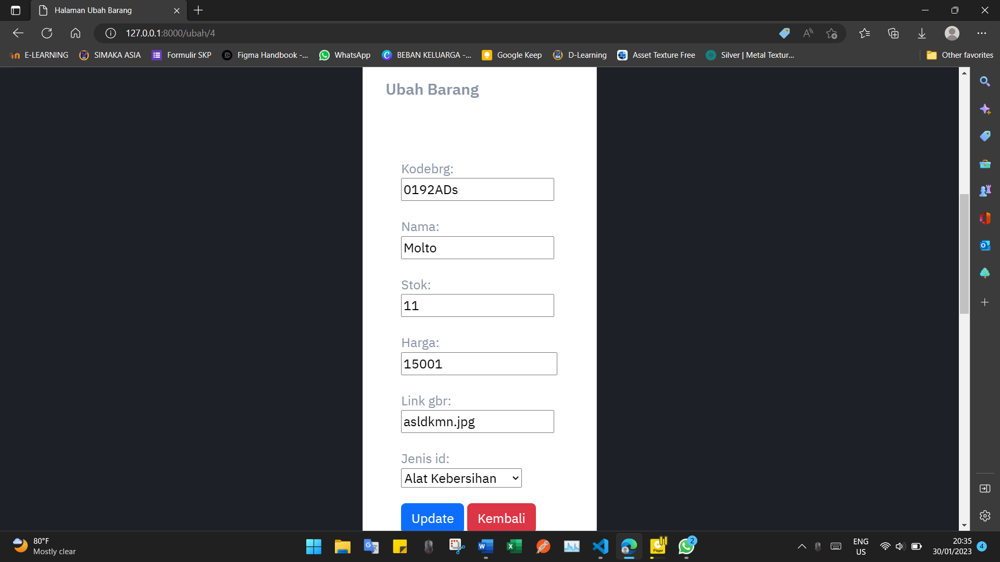 Halaman Ubah Barang
127.0.0.1:8000/ubah/4
E-LEARNING SIMAKA ASIA Formulir SKP Figma Handbook -... WhatsApp BEBAN KELUARGA -... Google Keep D-Learning Asset Texture Free Silver | Metal Textur... Other favorites
Ubah Barang
Kodebrg:
0192ADs
Nama:
Molto
Stok:
11
Harga:
15001
Link gbr:
asldkmn.jpg
Jenis id:
Alat Kebersihan
Update Kembali
80°F
Mostly clear
2
ENG
US
20:35
30/01/2023
4